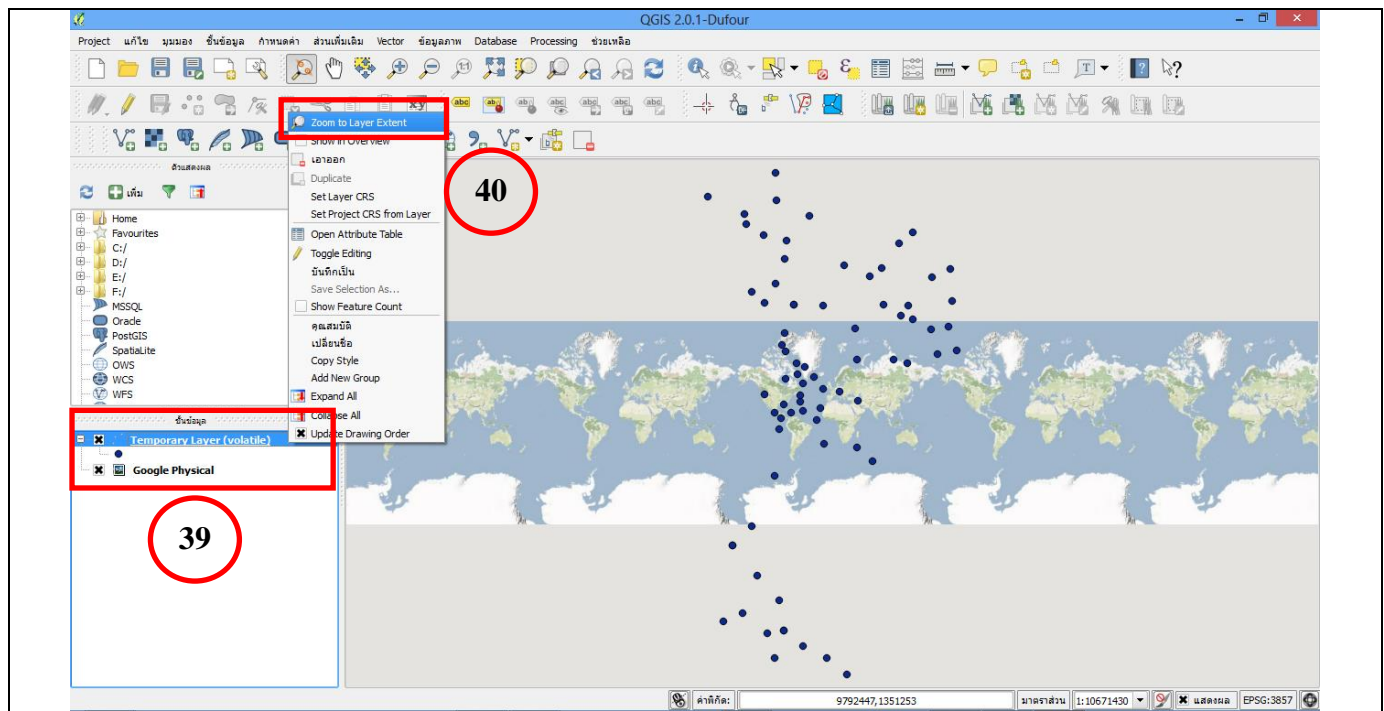 QGIS 2.0.1-Dufour
Project แก้ไข มุมมอง ชั้นข้อมูล กำหนดค่า ส่วนเพิ่มเติม Vector ข้อมูลภาพ Database Processing ช่วยเหลือ
Zoom to Layer Extent
Show in Overview
เอาออก
Duplicate
Set Layer CRS
Set Project CRS from Layer
Open Attribute Table
Toggle Editing
บันทึกเป็น
Save Selection As...
Show Feature Count
คุณสมบัติ
เปลี่ยนชื่อ
Copy Style
Add New Group
Expand All
Collapse All
Update Drawing Order
40
ตัวแสดงผล
เพิ่ม
Home
Favourites
C:/
D:/
E:/
F:/
MSSQL
Oracle
PostGIS
SpatiaLite
OWS
WCS
WFS
ชั้นข้อมูล
Temporary Layer (volatile)
Google Physical
39
ค่าพิกัด: 9792447,1351253 มาตราส่วน 1:10671430 แสดงผล EPSG:3857